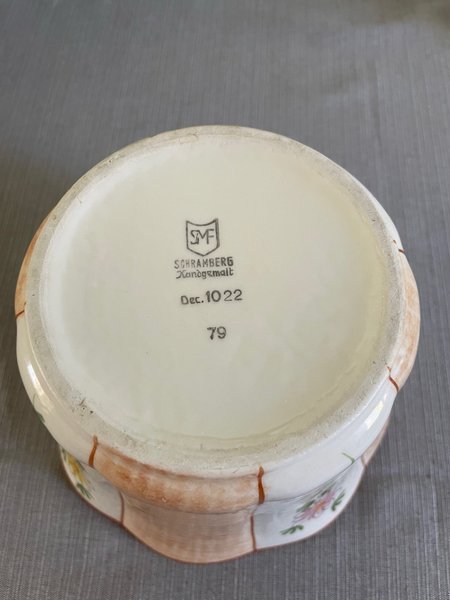 SMF
SCHRAMBERG
Handgemalt
Dec. 1022
79